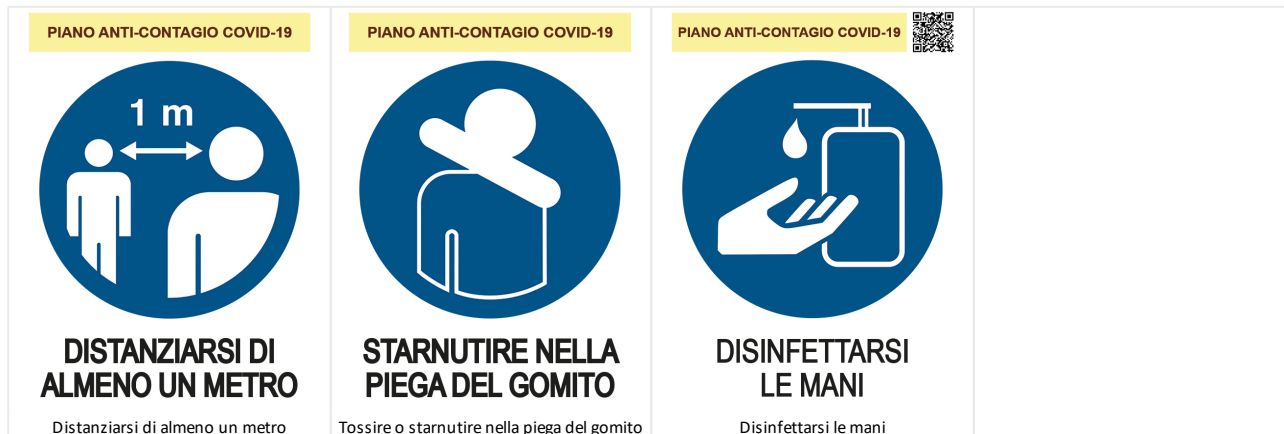 PIANO ANTI-CONTAGIO COVID-19
1 m
DISTANZIARSI DI
ALMENO UN METRO
Distanziarsi di almeno un metro
PIANO ANTI-CONTAGIO COVID-19
STARNUTIRE NELLA
PIEGA DEL GOMITO
Tossire o starnutire nella piega del gomito
PIANO ANTI-CONTAGIO COVID-19
DISINFETTARSI
LE MANI
Disinfettarsi le mani